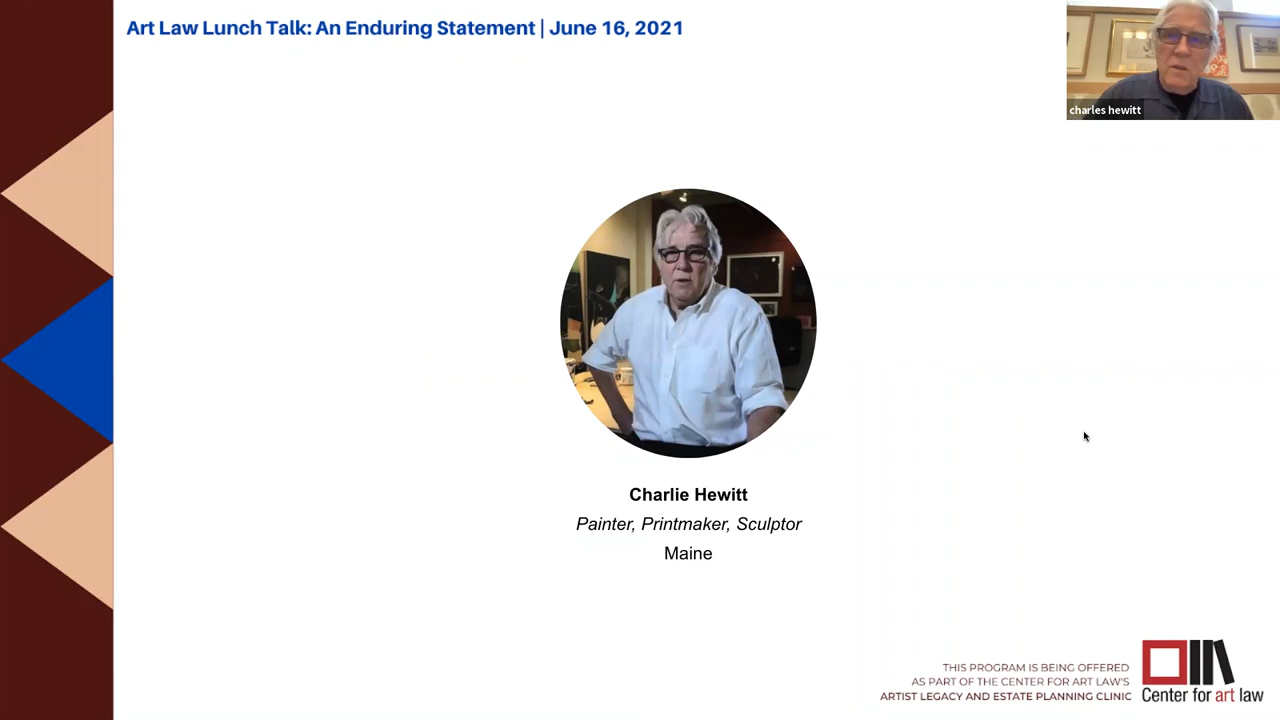 Art Law Lunch Talk: An Enduring Statement | June 16, 2021
charles hewitt
Charlie Hewitt
Painter, Printmaker, Sculptor
Maine
THIS PROGRAM IS BEING OFFERED
AS PART OF THE CENTER FOR ART LAW'S
ARTIST LEGACY AND ESTATE PLANNING CLINIC
Center for art law